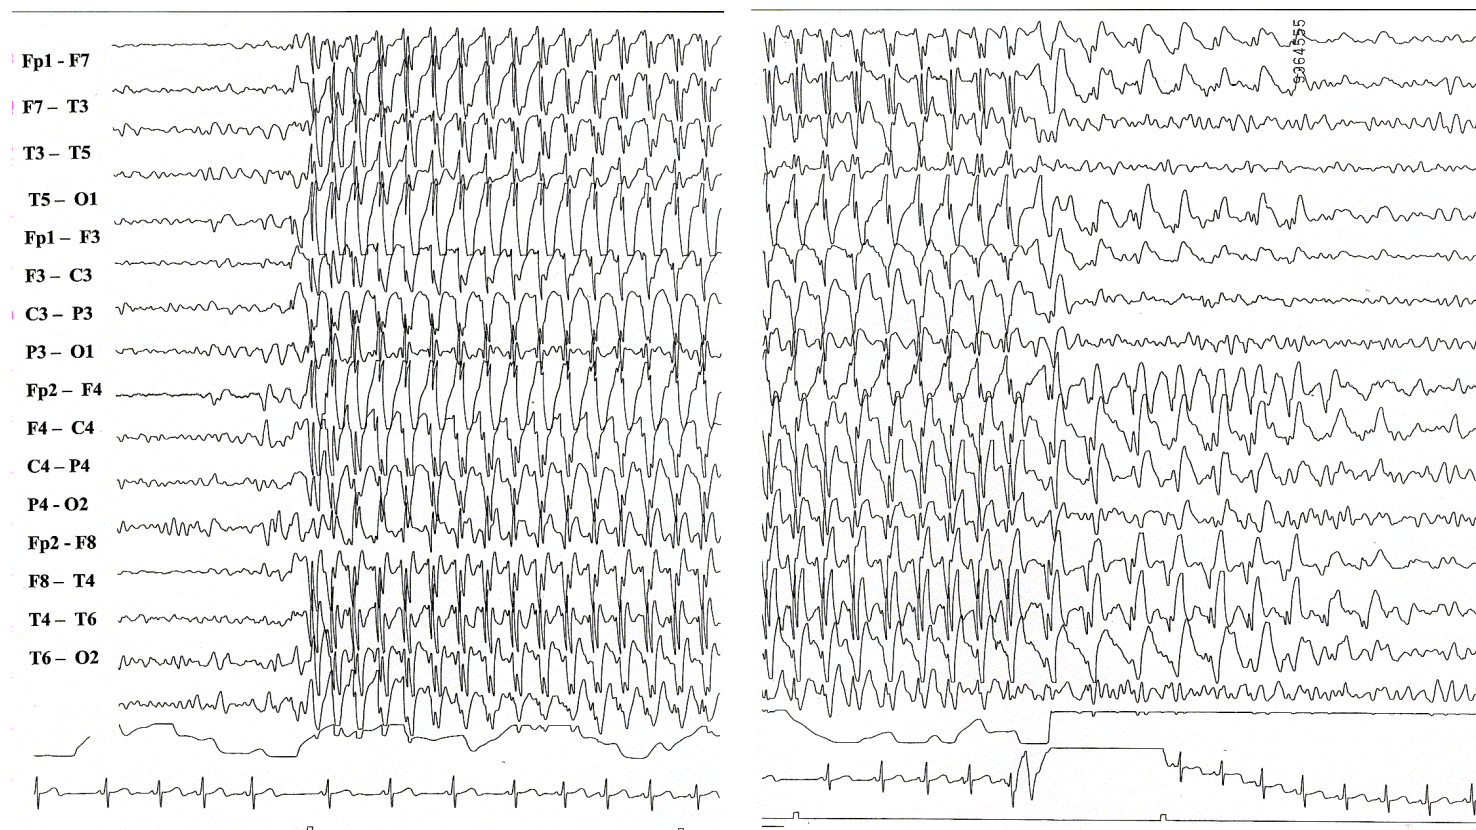 Fp1 - F7
F7 – T3
T3 – T5
T5 – O1
Fp1 – F3
F3 – C3
C3 – P3
P3 – O1
Fp2 – F4
F4 – C4
C4 – P4
P4 - O2
Fp2 - F8
F8 – T4
T4 – T6
T6 – O2
9964555